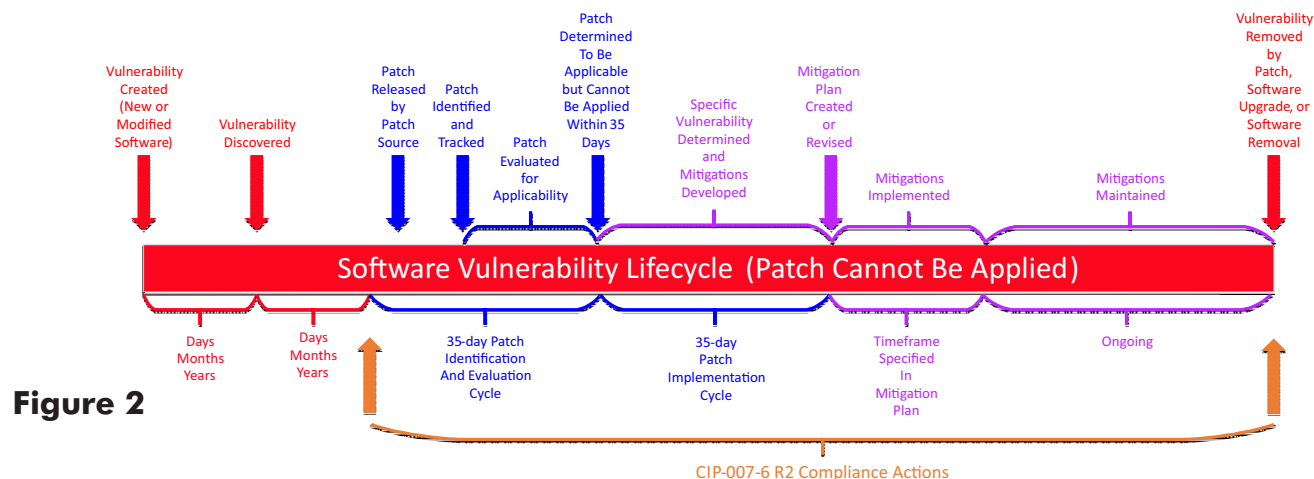 Vulnerability
Created
(New or
Modified
Software)
Vulnerability
Discovered
Patch
Released
by
Patch
Source
Patch
Identified
and
Tracked
Patch
Evaluated
for
Applicability
Patch
Determined
To Be
Applicable
but Cannot
Be Applied
Within 35
Days
Specific
Vulnerability
Determined
and
Mitigations
Developed
Mitigation
Plan
Created
or
Revised
Mitigations
Implemented
Mitigations
Maintained
Vulnerability
Removed
by
Patch,
Software
Upgrade, or
Software
Removal
Software Vulnerability Lifecycle (Patch Cannot Be Applied)
Days
Months
Years
Days
Months
Years
35-day Patch
Identification
And Evaluation
Cycle
35-day
Patch
Implementation
Cycle
Timeframe
Specified
In
Mitigation
Plan
Ongoing
Figure 2
CIP-007-6 R2 Compliance Actions